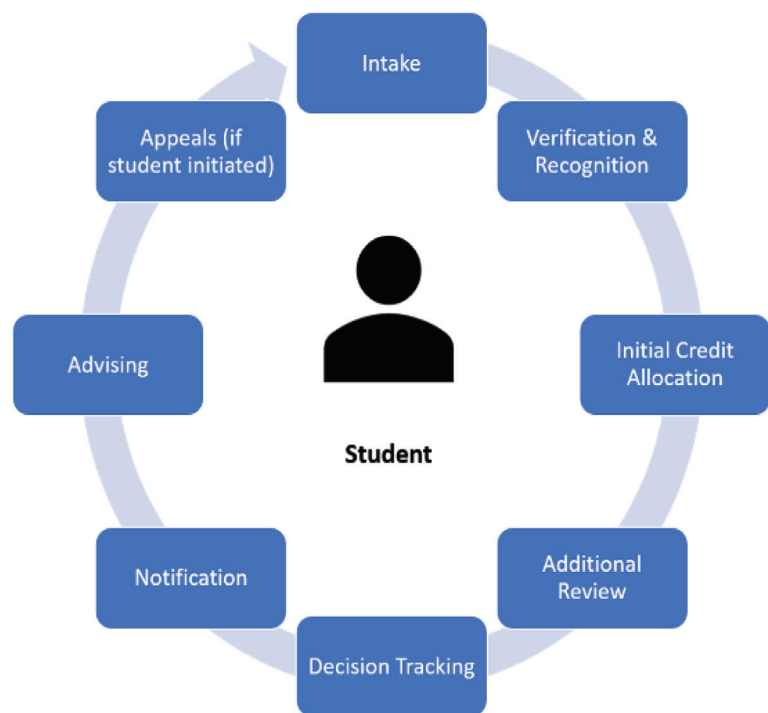 Intake
Verification &
Recognition
Initial Credit
Allocation
Additional
Review
Decision Tracking
Notification
Advising
Appeals (if
student initiated)
Student